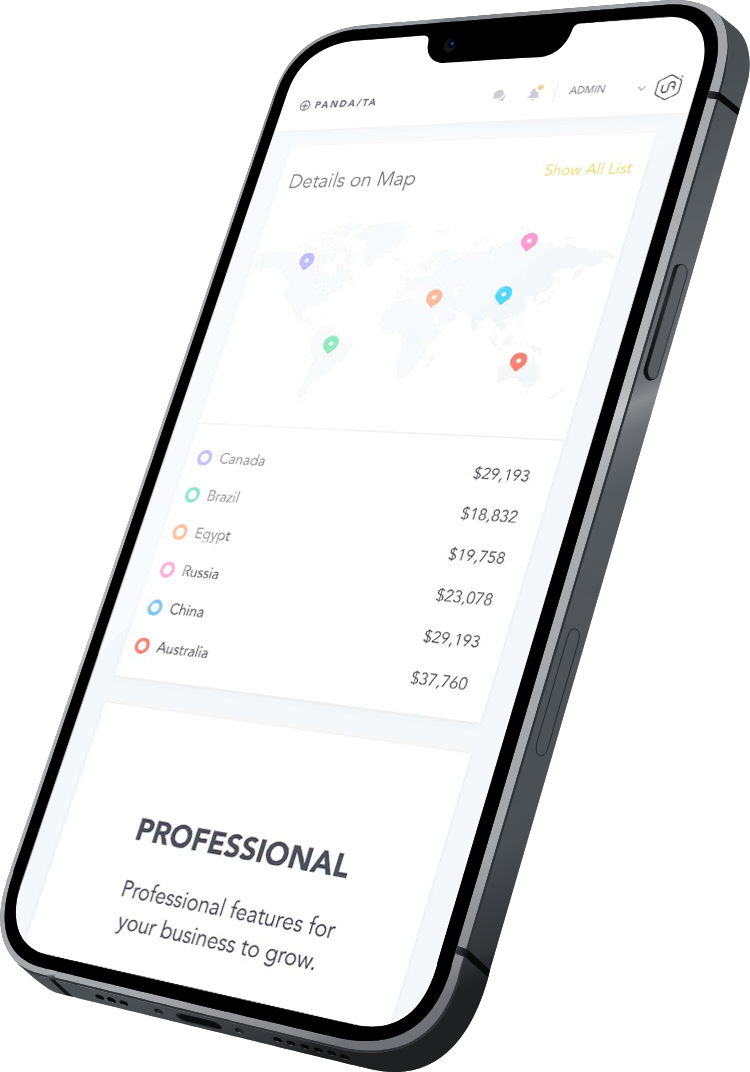 PANDA/TA
ADMIN
Details on Map
Show All List
Canada $29,193
Brazil $18,832
Egypt $19,758
Russia $23,078
China $29,193
Australia $37,760
PROFESSIONAL
Professional features for
your business to grow.